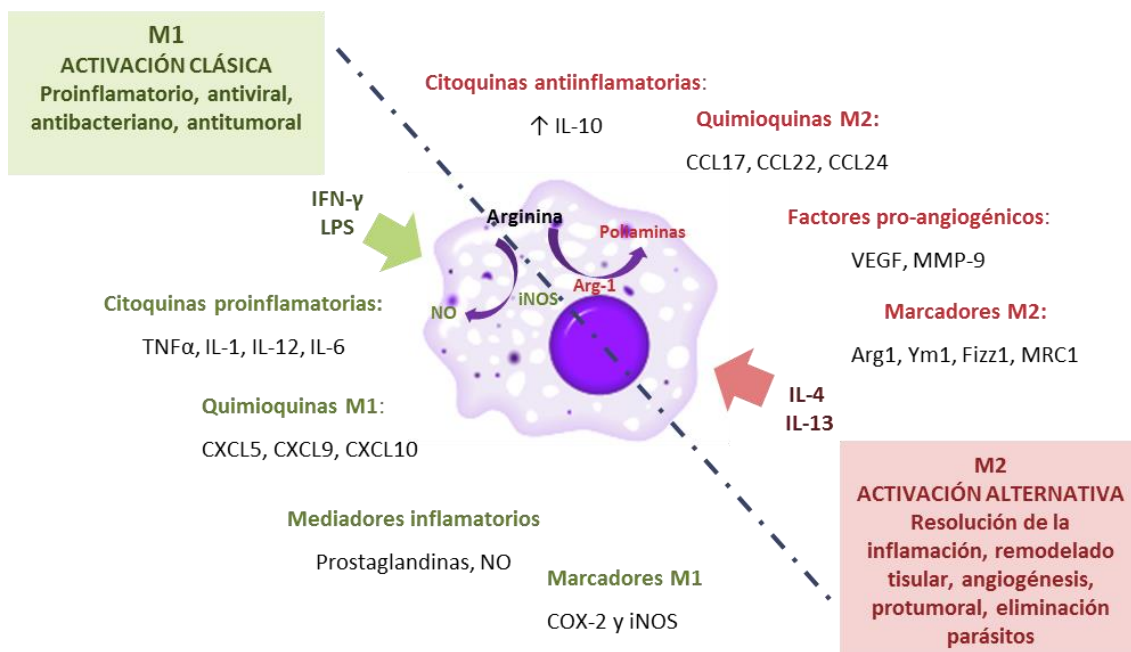 M1
ACTIVACIÓN CLÁSICA
Proinflamatorio, antiviral,
antibacteriano, antitumoral
Citoquinas antiinflamatorias:
↑ IL-10
Quimioquinas M2:
CCL17, CCL22, CCL24
IFN-γ
LPS
Arginina
Poliaminas
Arg-1
iNOS
NO
Factores pro-angiogénicos:
VEGF, MMP-9
Citoquinas proinflamatorias:
TNFα, IL-1, IL-12, IL-6
Marcadores M2:
Arg1, Ym1, Fizz1, MRC1
IL-4
IL-13
Quimioquinas M1:
CXCL5, CXCL9, CXCL10
Mediadores inflamatorios
Prostaglandinas, NO
Marcadores M1
COX-2 y iNOS
M2
ACTIVACIÓN ALTERNATIVA
Resolución de la
inflamación, remodelado
tisular, angiogénesis,
protumoral, eliminación
parásitos